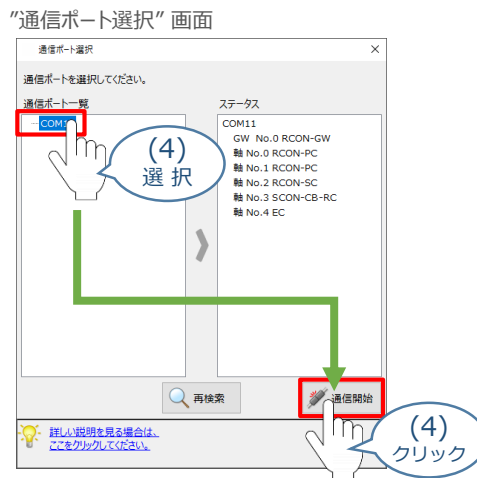 "通信ポート選択" 画面
通信ポート選択
通信ポートを選択してください。
通信ポート一覧
ステータス
COM11
GW No.0 RCON-GW
軸 No.0 RCON-PC
軸 No.1 RCON-PC
軸 No.2 RCON-SC
軸 No.3 SCON-CB-RC
軸 No.4 EC
(4)
選 択
再検索
通信開始
詳しい説明を見る場合は、
ここをクリックしてください。
(4)
クリック